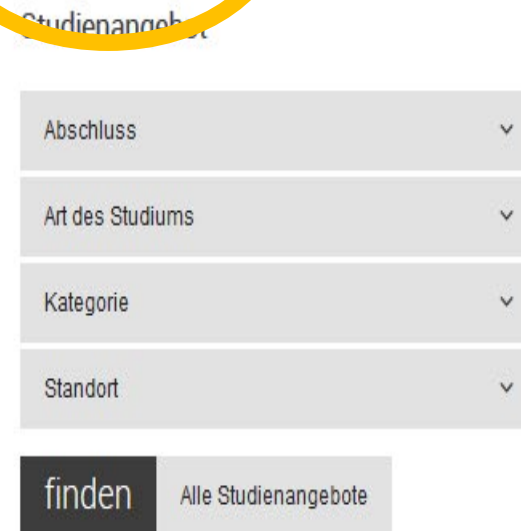 Studienangebot
Abschluss
Art des Studiums
Kategorie
Standort
finden Alle Studienangebote